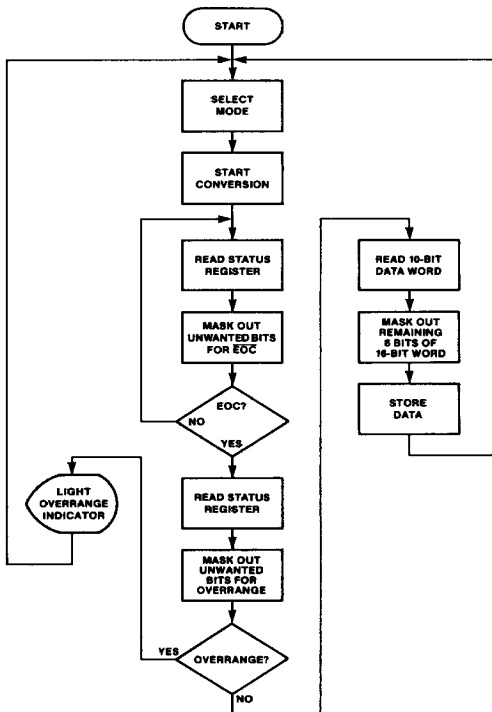 START
SELECT
MODE
START
CONVERSION
READ STATUS
REGISTER
MASK OUT
UNWANTED BITS
FOR EOC
EOC?
NO
YES
READ STATUS
REGISTER
MASK OUT
UNWANTED
BITS FOR
OVERRANGE
OVERRANGE?
YES
NO
LIGHT
OVERRANGE
INDICATOR
READ 10-BIT
DATA WORD
MASK OUT
REMAINING
6 BITS OF
16-BIT WORD
STORE
DATA